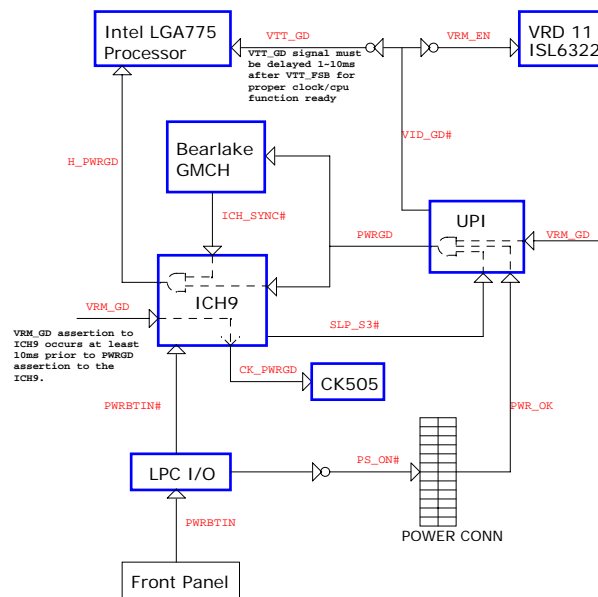 Intel LGA775
Processor
VTT_GD
VTT_GD signal must
be delayed 1~10ms
after VTT_FSB for
proper clock/cpu
function ready
VRM_EN
VRD 11
ISL6322
VID_GD#
H_PWRGD
Bearlake
GMCH
ICH_SYNC#
PWRGD
UPI
VRM_GD
ICH9
VRM_GD
VRM_GD assertion to
ICH9 occurs at least
10ms prior to PWRGD
assertion to the
ICH9.
SLP_S3#
CK_PWRGD
CK505
PWR_OK
PWRBTIN#
LPC I/O
PS_ON#
POWER CONN
PWRBTIN
Front Panel